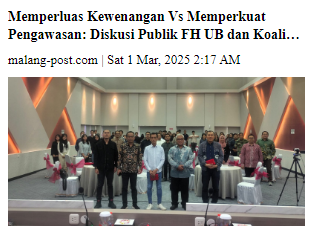 Memperluas Kewenangan Vs Memperkuat
Pengawasan: Diskusi Publik FH UB dan Koali...
malang-post.com | Sat 1 Mar, 2025 2:17 AM